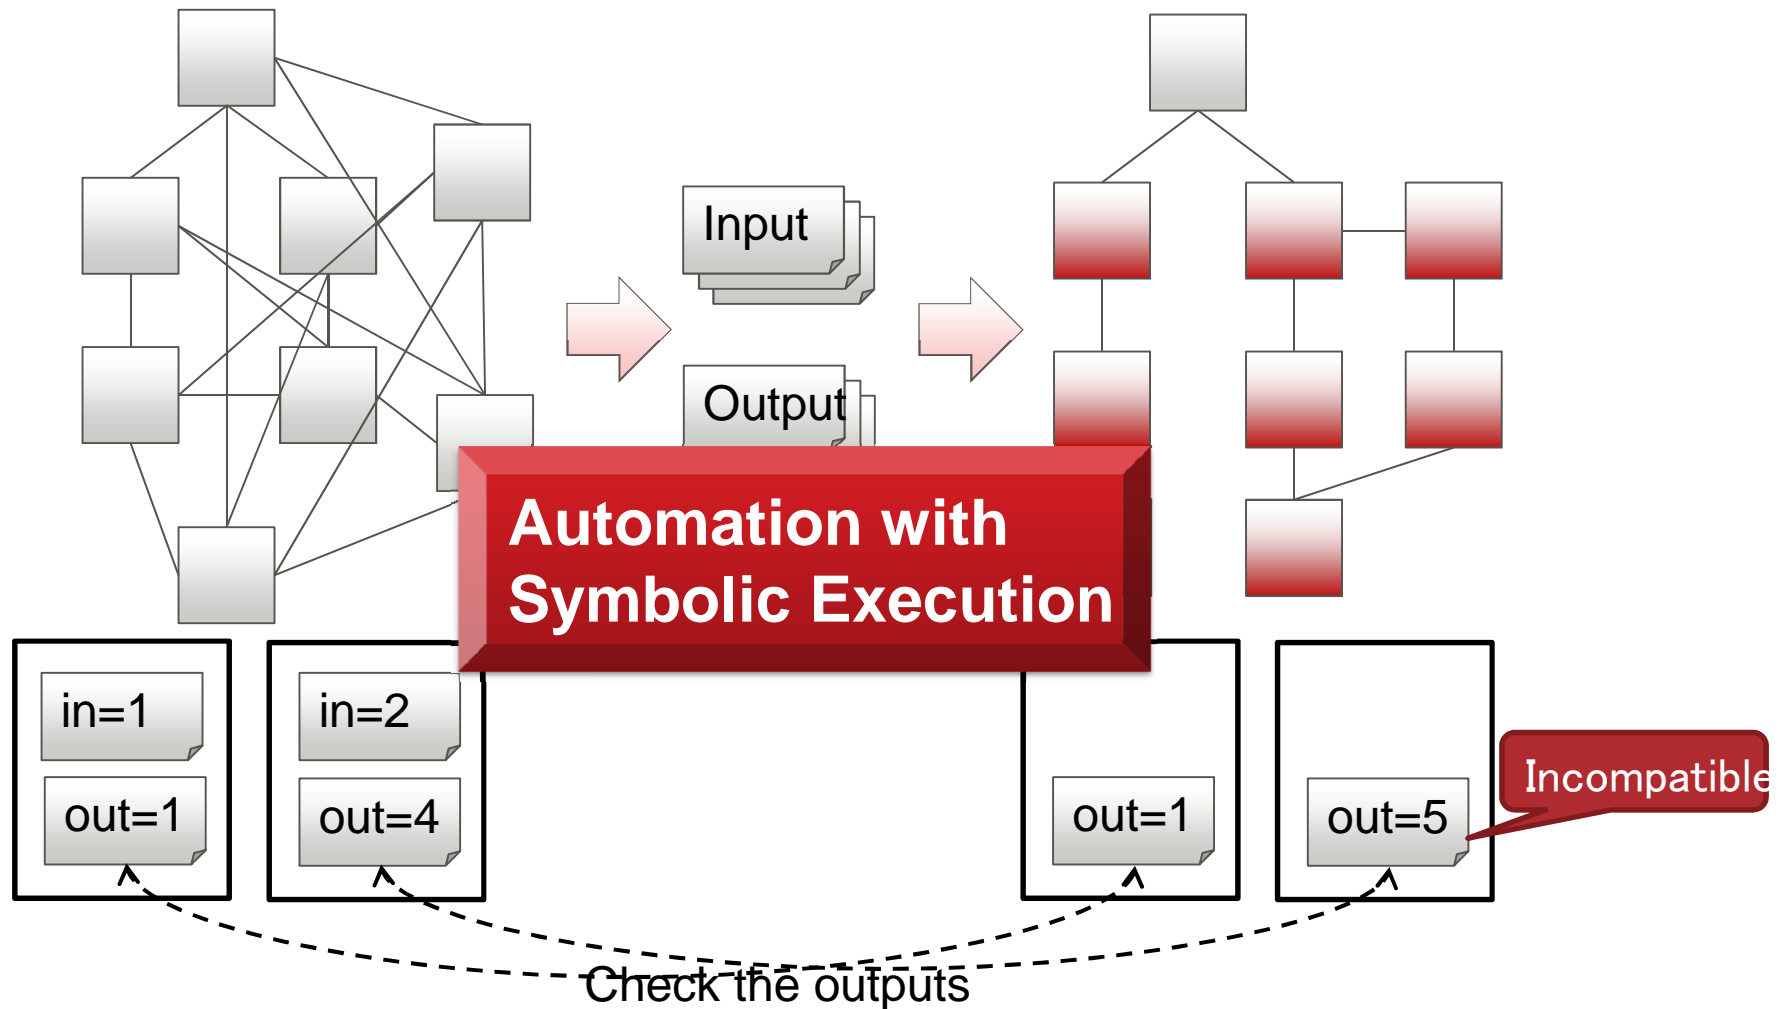 Input
Output
Automation with
Symbolic Execution
in=1
in=2
out=1
out=4
out=1
out=5
Incompatible
Check the outputs